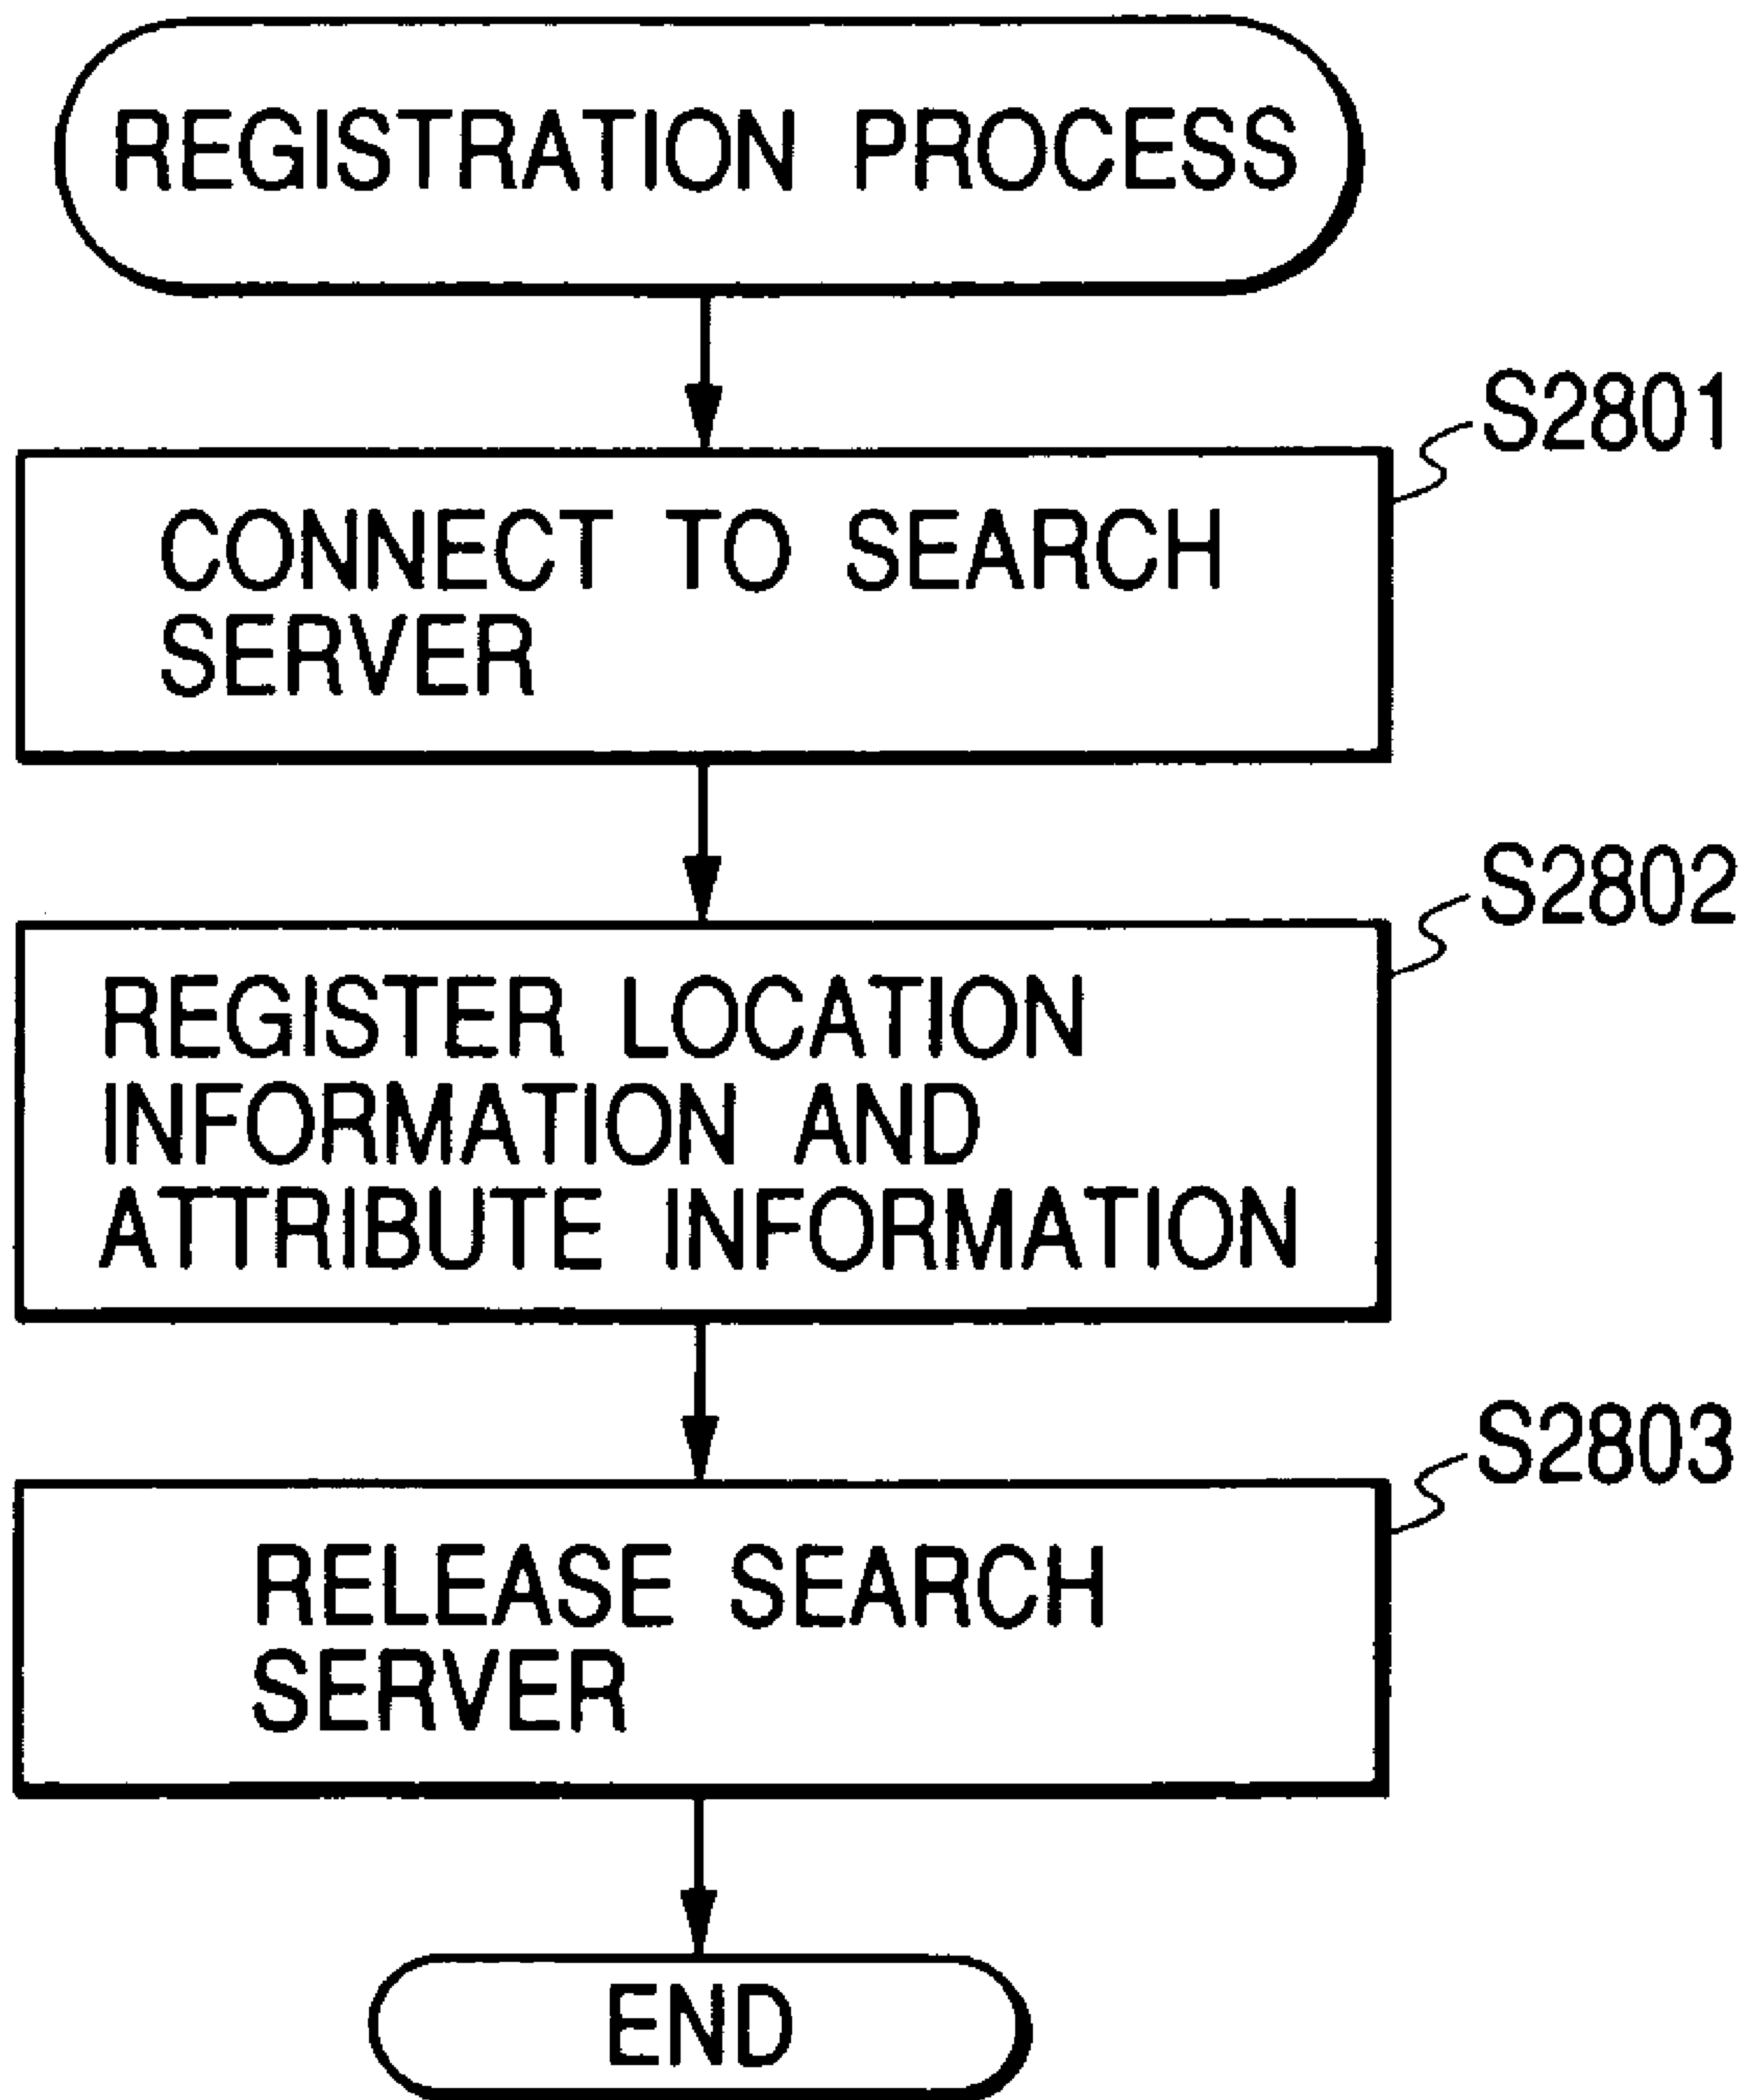 REGISTRATION PROCESS
S2801
CONNECT TO SEARCH
SERVER
S2802
REGISTER LOCATION
INFORMATION AND
ATTRIBUTE INFORMATION
S2803
RELEASE SEARCH
SERVER
END